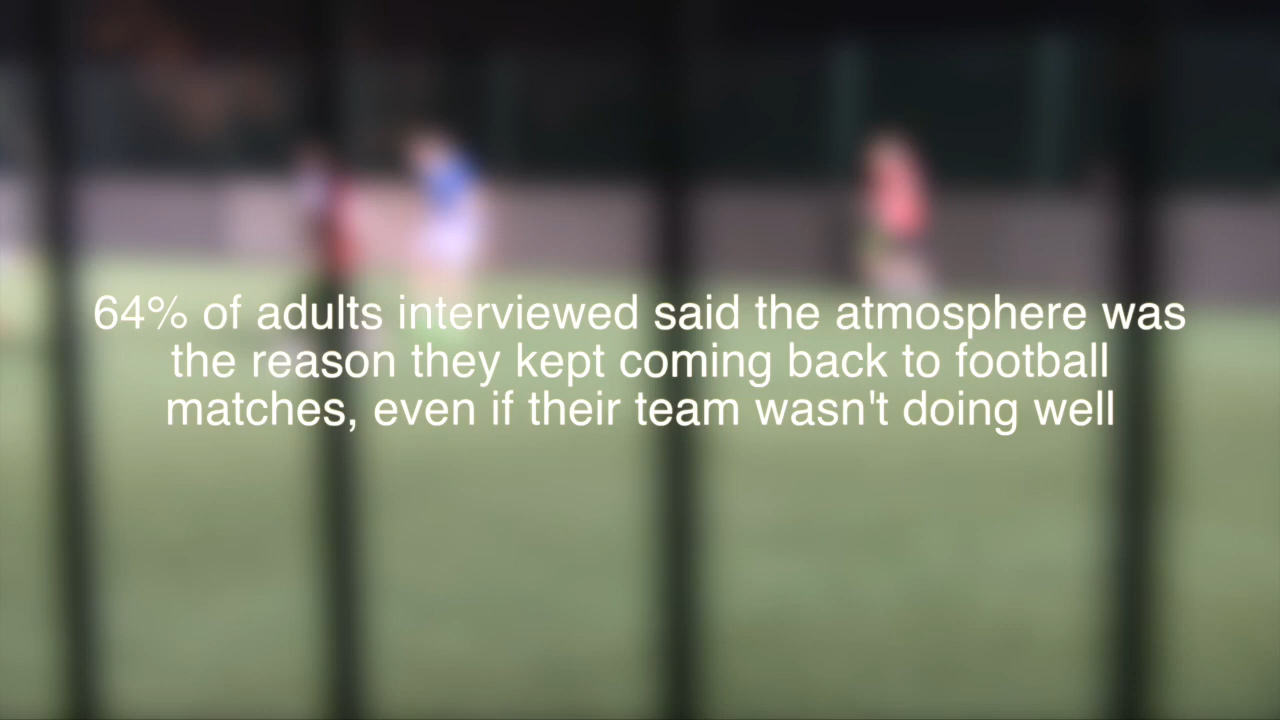 64% of adults interviewed said the atmosphere was
the reason they kept coming back to football
matches, even if their team wasn't doing well